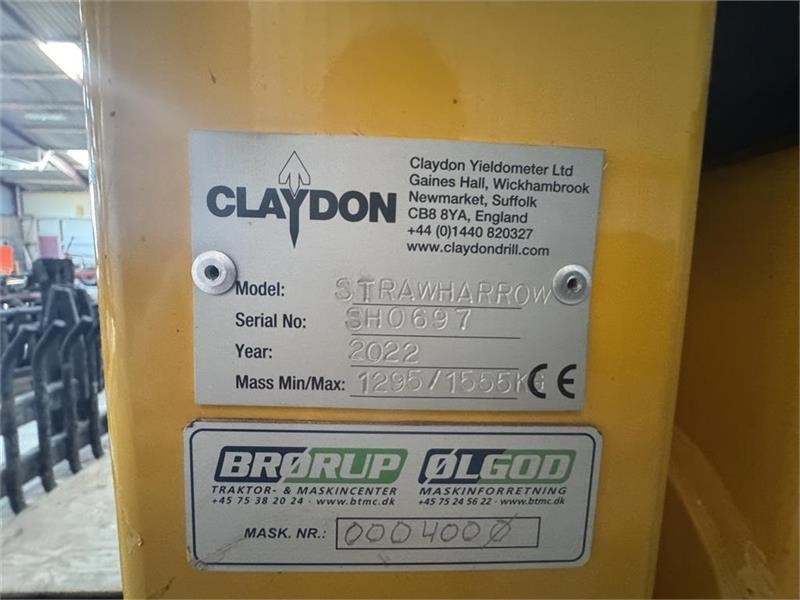 CLAYDON
Claydon Yieldometer Ltd
Gaines Hall, Wickhambrook
Newmarket, Suffolk
CB8 8YA, England
+44 (0)1440 820327
www.claydondrill.com
Model: STRAWHARROW
Serial No: SH0697
Year: 2022
Mass Min/Max: 1295/1555KG CE
BRØRUP ØLGOD
TRAKTOR- & MASKINCENTER MASKINFORRETNING
+45 75 38 20 24 · www.btmc.dk +45 75 24 56 22 · www.btmc.dk
MASK. NR.: 0004000